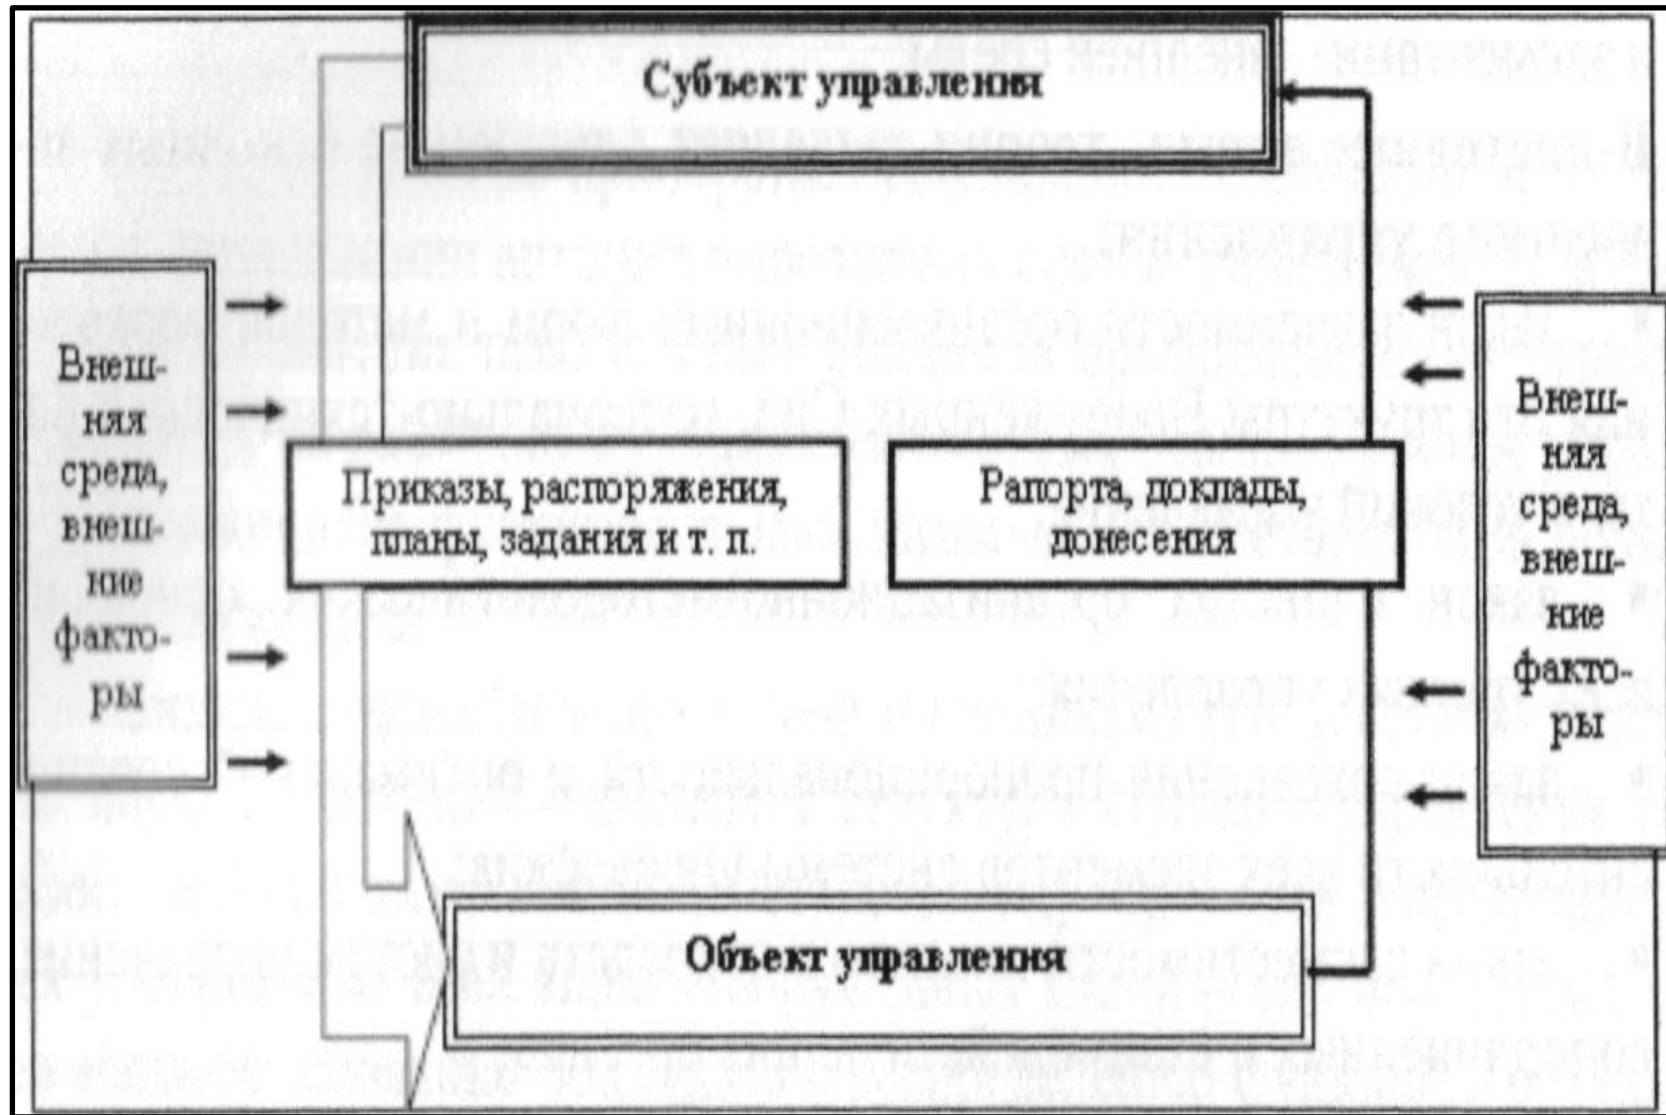 Субъект управления
Внеш-
няя
среда,
внеш-
ние
факто-
ры
Приказы, распоряжения,
планы, задания и т. п.
Рапорта, доклады,
донесения
Внеш-
няя
среда,
внеш-
ние
факто-
ры
Объект управления